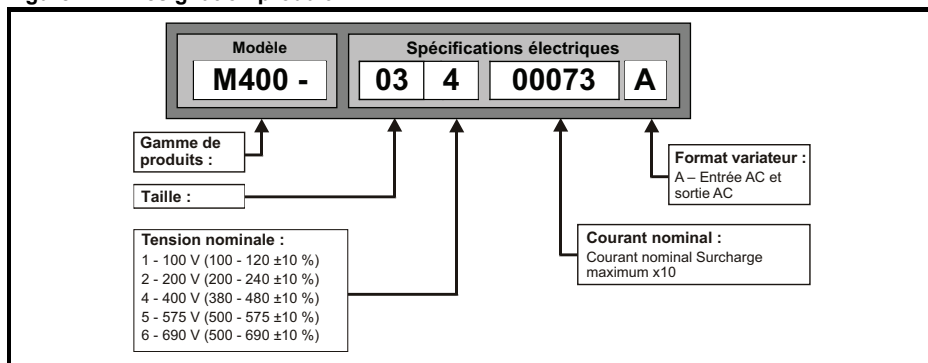 Modèle
Spécifications électriques
M400 -
03
4
00073
A
Gamme de
produits :
Taille :
Tension nominale :
1 - 100 V (100 - 120 ±10 %)
2 - 200 V (200 - 240 ±10 %)
4 - 400 V (380 - 480 ±10 %)
5 - 575 V (500 - 575 ±10 %)
6 - 690 V (500 - 690 ±10 %)
Format variateur :
A – Entrée AC et
sortie AC
Courant nominal :
Courant nominal Surcharge
maximum x10